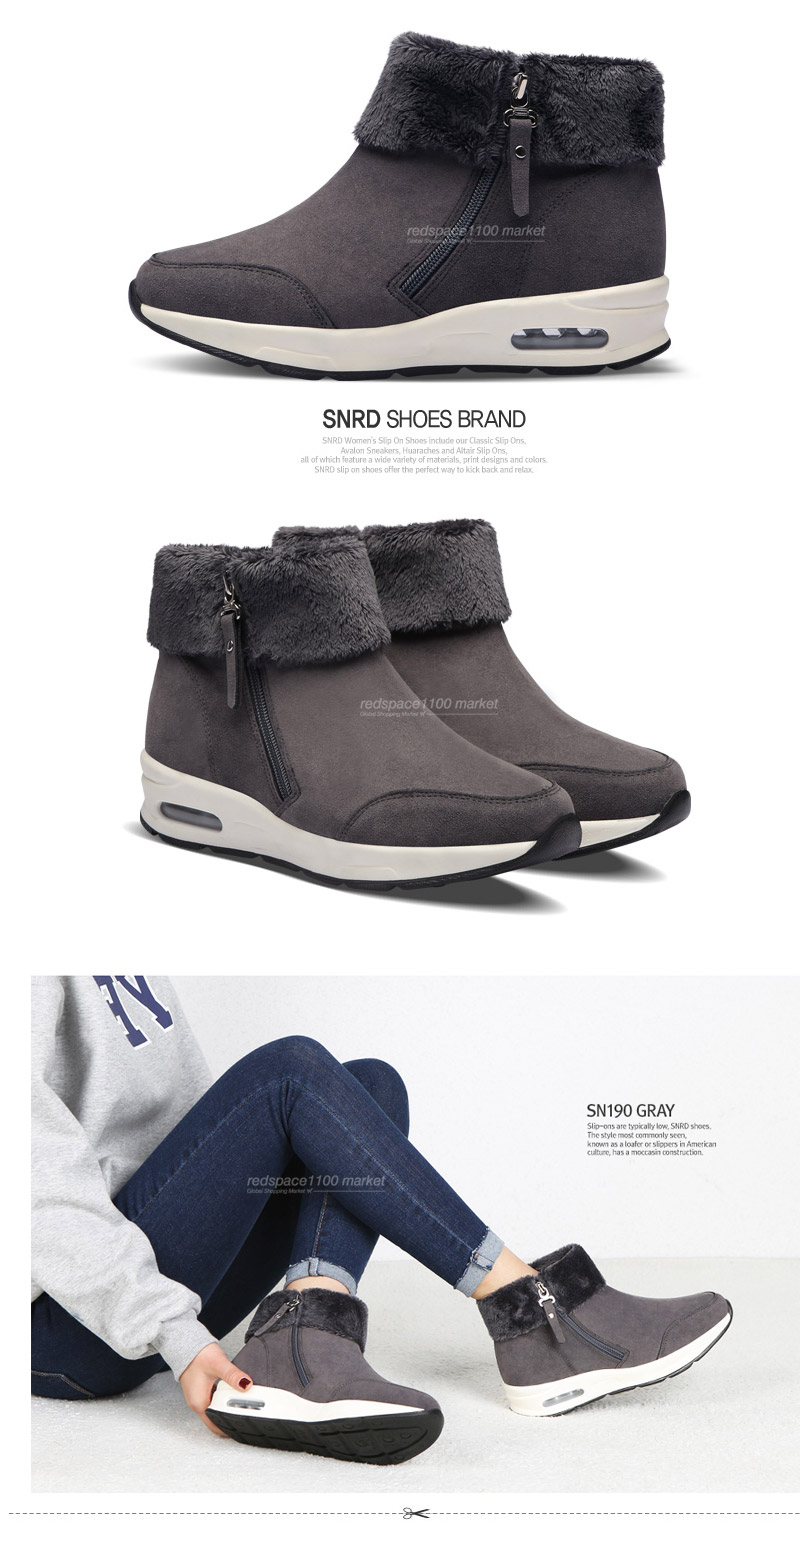 redspace1100 market
Global Shopping Market
SNRD SHOES BRAND
SNRD Women's Slip On Shoes include our Classic Slip Ons,
Avalon Sneakers, Huaraches and Altair Slip Ons,
all of which feature a wide variety of materials, print designs and colors.
SNRD slip on shoes offer the perfect way to kick back and relax.
redspace1100 market
Global Shopping Market
SN190 GRAY
Slip-ons are typically low, SNRD shoes.
The style most commonly seen,
known as a loafer or slippers in American
culture, has a moccasin construction.
redspace1100 market
Global Shopping Market